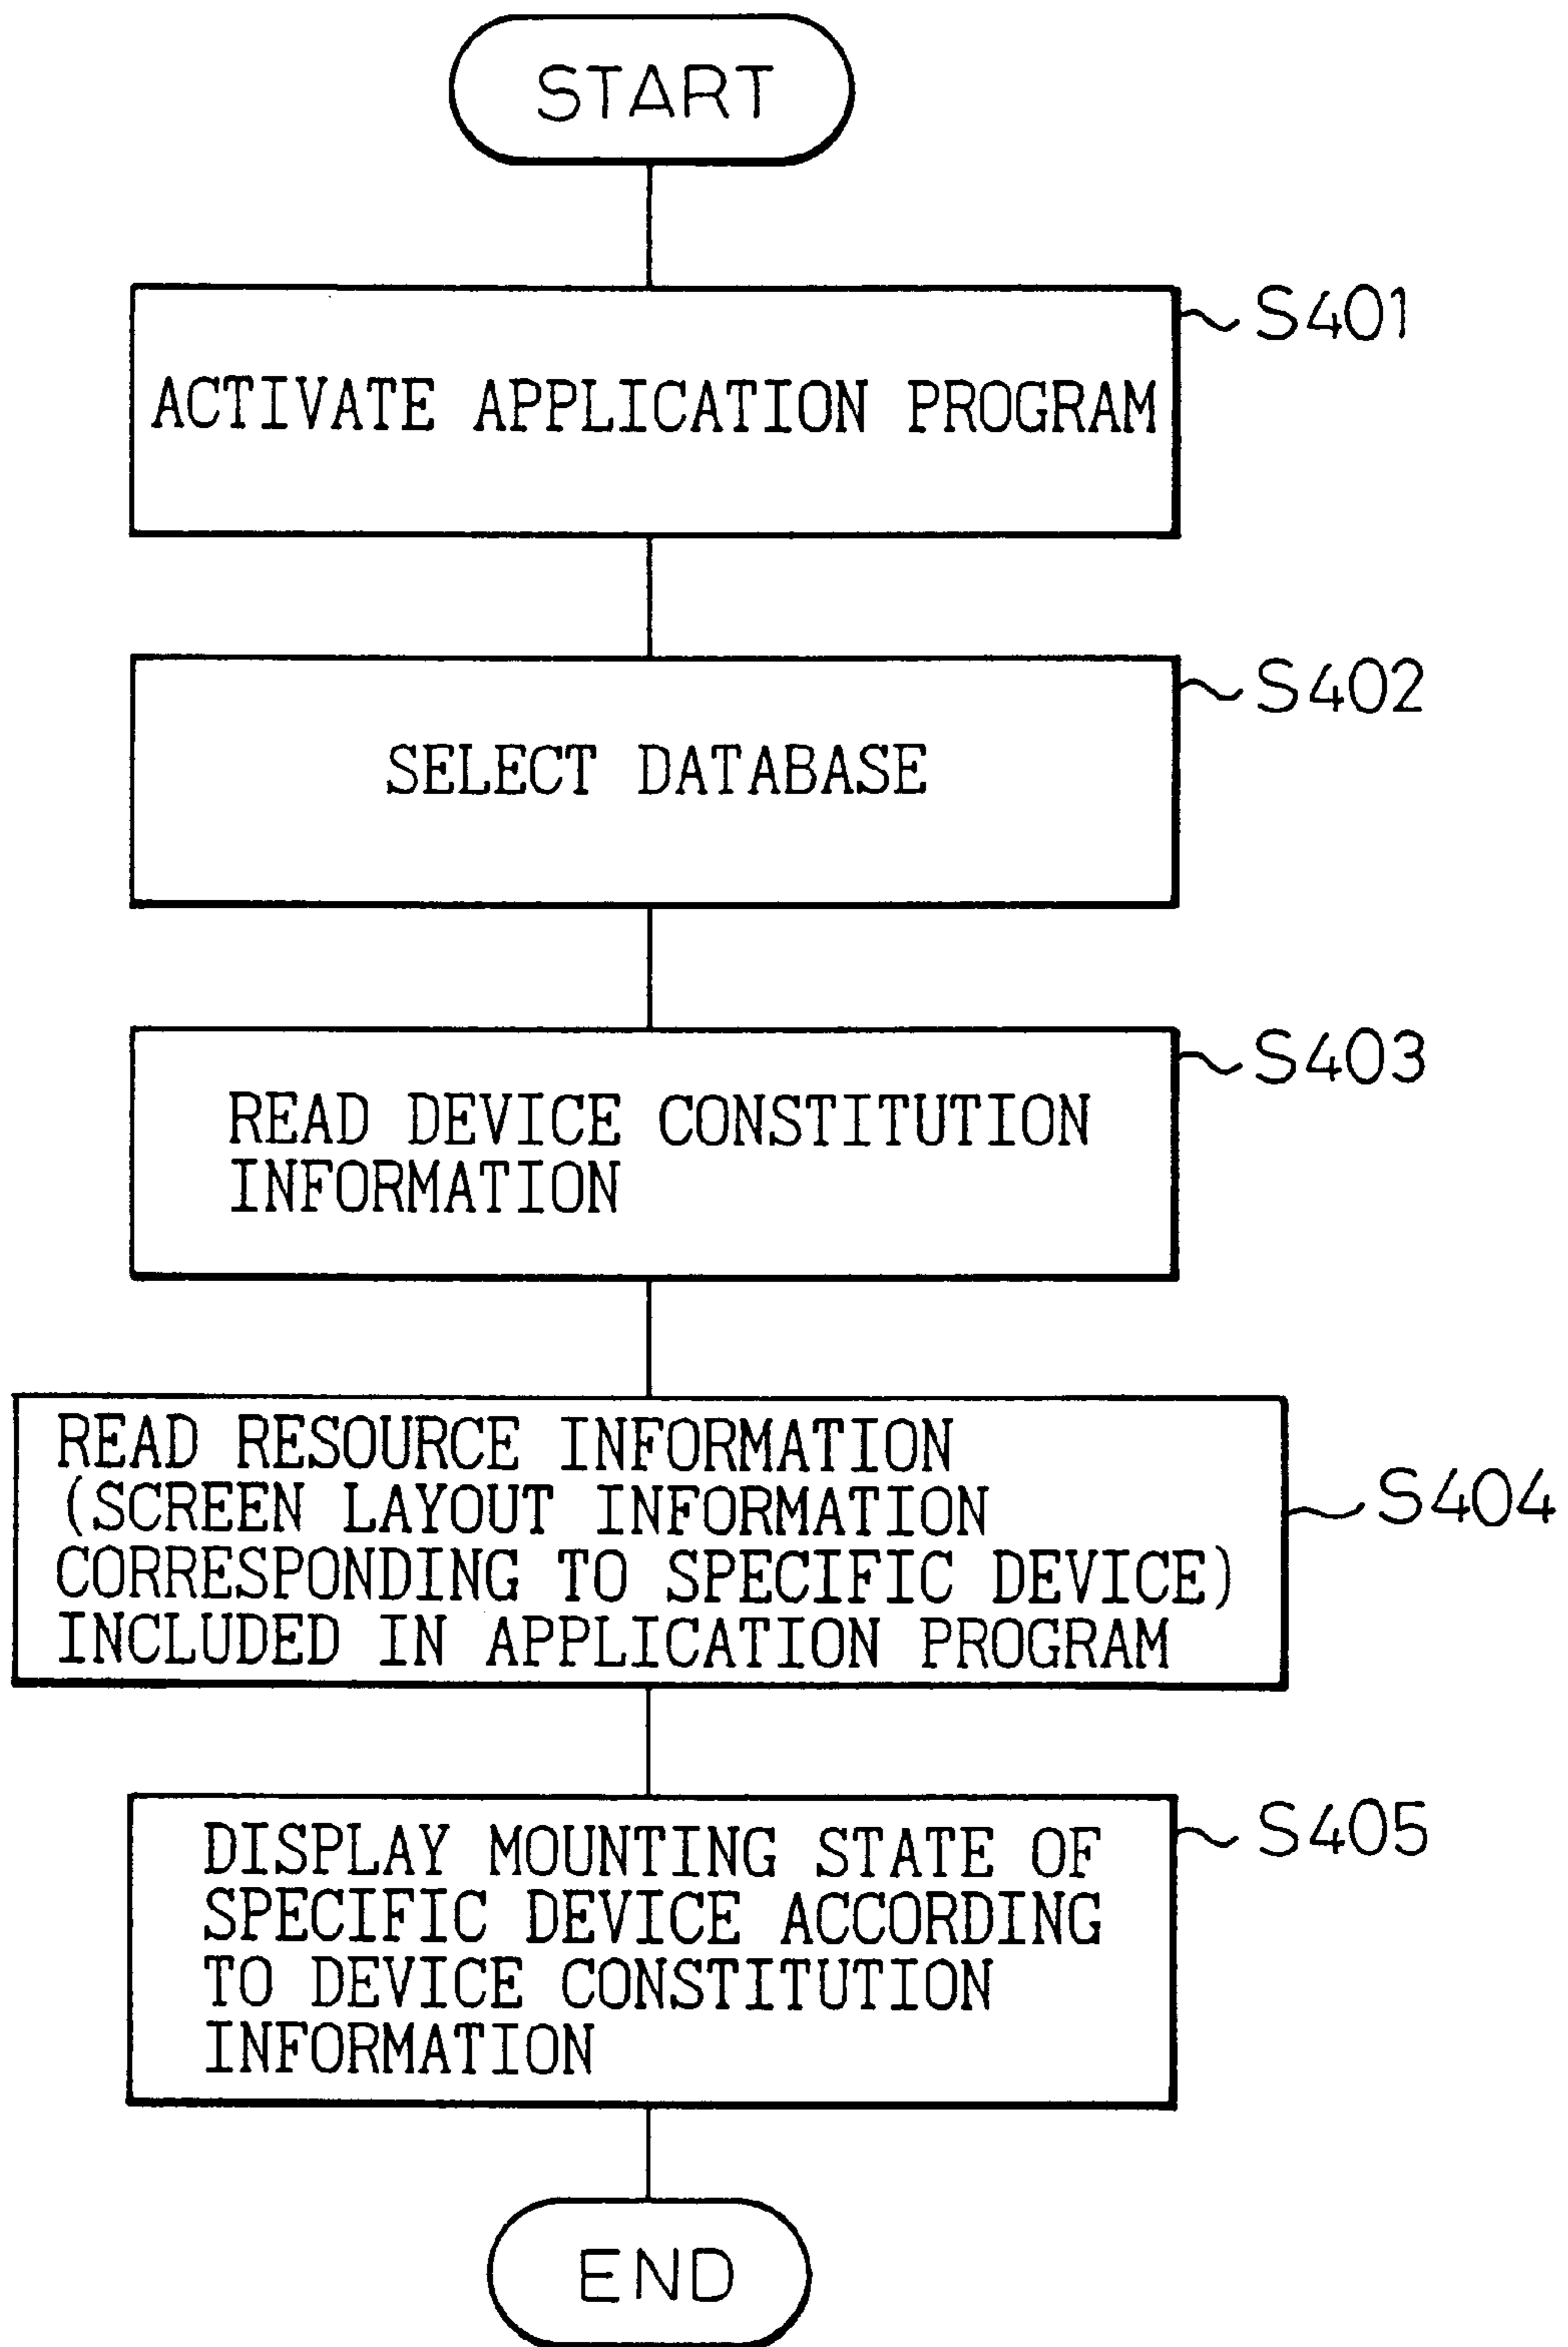 START
S401
ACTIVATE APPLICATION PROGRAM
S402
SELECT DATABASE
S403
READ DEVICE CONSTITUTION
INFORMATION
READ RESOURCE INFORMATION
(SCREEN LAYOUT INFORMATION
S404
CORRESPONDING TO SPECIFIC DEVICE)
INCLUDED IN APPLICATION PROGRAM
S405
DISPLAY MOUNTING STATE OF
SPECIFIC DEVICE ACCORDING
TO DEVICE CONSTITUTION
INFORMATION
END